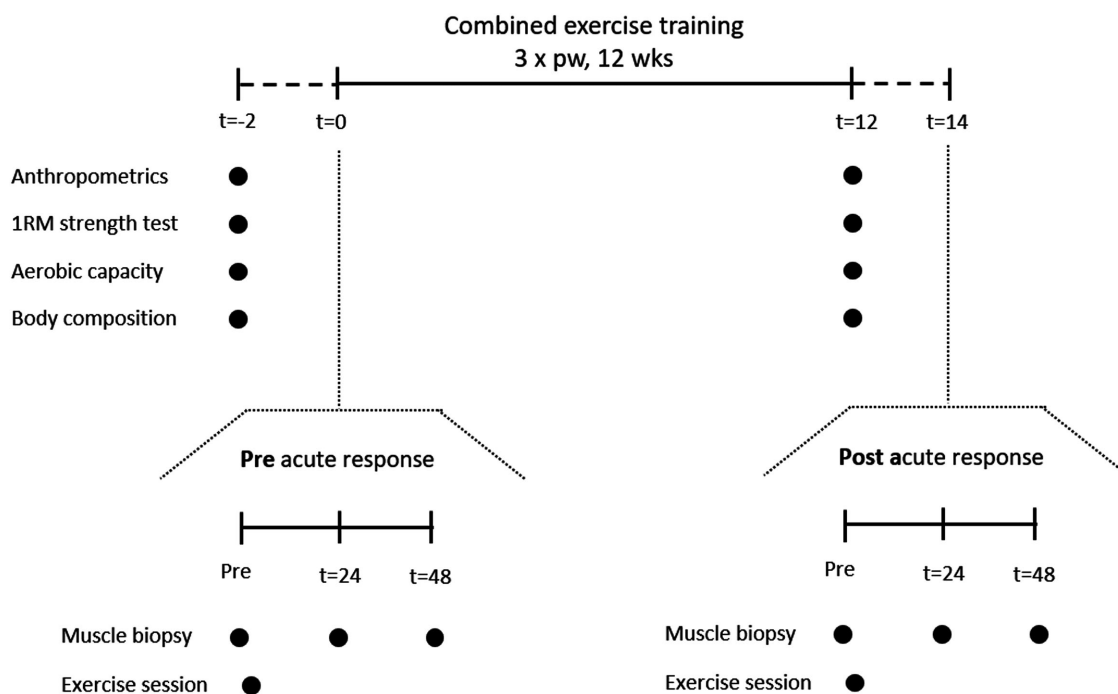 Combined exercise training
3 x pw, 12 wks
t=-2 t=0 t=12 t=14
Anthropometrics
1RM strength test
Aerobic capacity
Body composition
Pre acute response
Post acute response
Pre t=24 t=48
Pre t=24 t=48
Muscle biopsy
Muscle biopsy
Exercise session
Exercise session